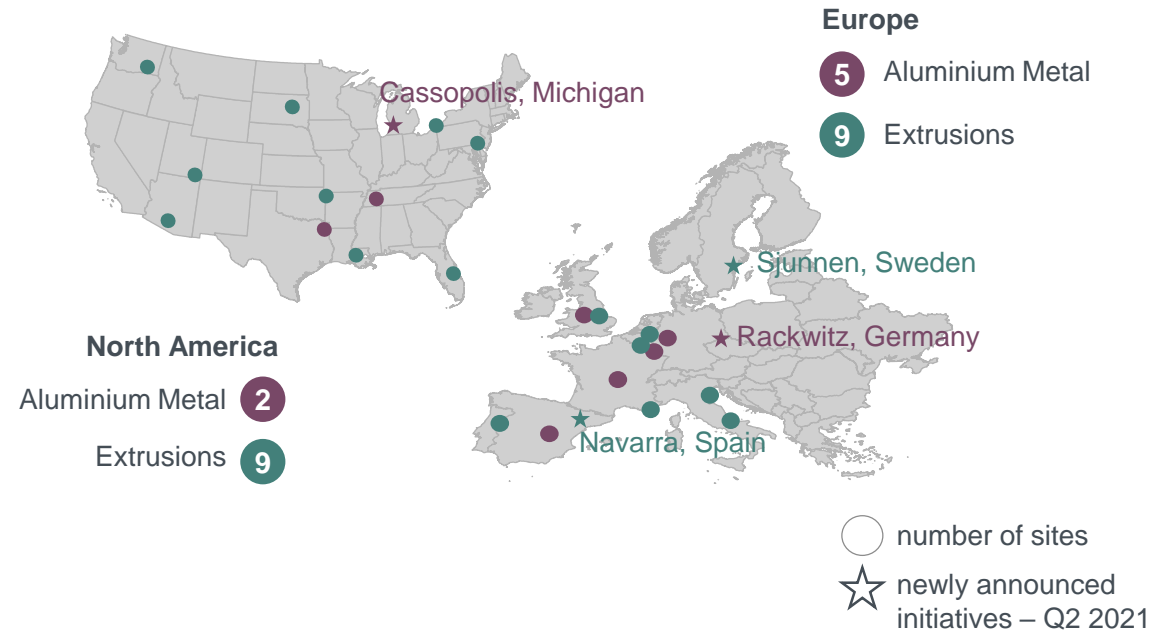 Europe
5 Aluminium Metal
9 Extrusions
Cassopolis, Michigan
Sjunnen, Sweden
Rackwitz, Germany
Navarra, Spain
North America
Aluminium Metal 2
Extrusions 9
number of sites
newly announced
initiatives – Q2 2021